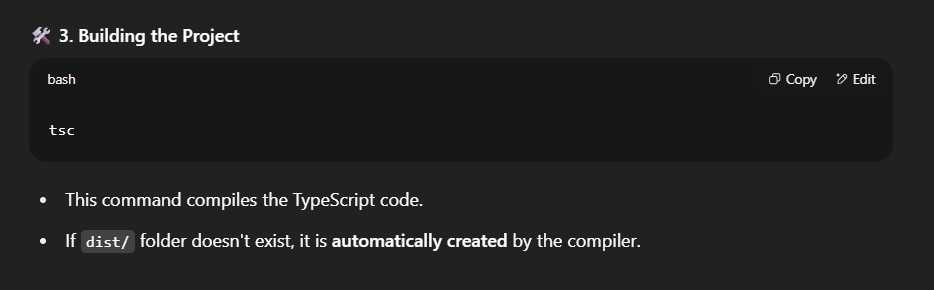 🛠 3. Building the Project
bash
Copy Edit
tsc
• This command compiles the TypeScript code.
• If dist/ folder doesn't exist, it is automatically created by the compiler.